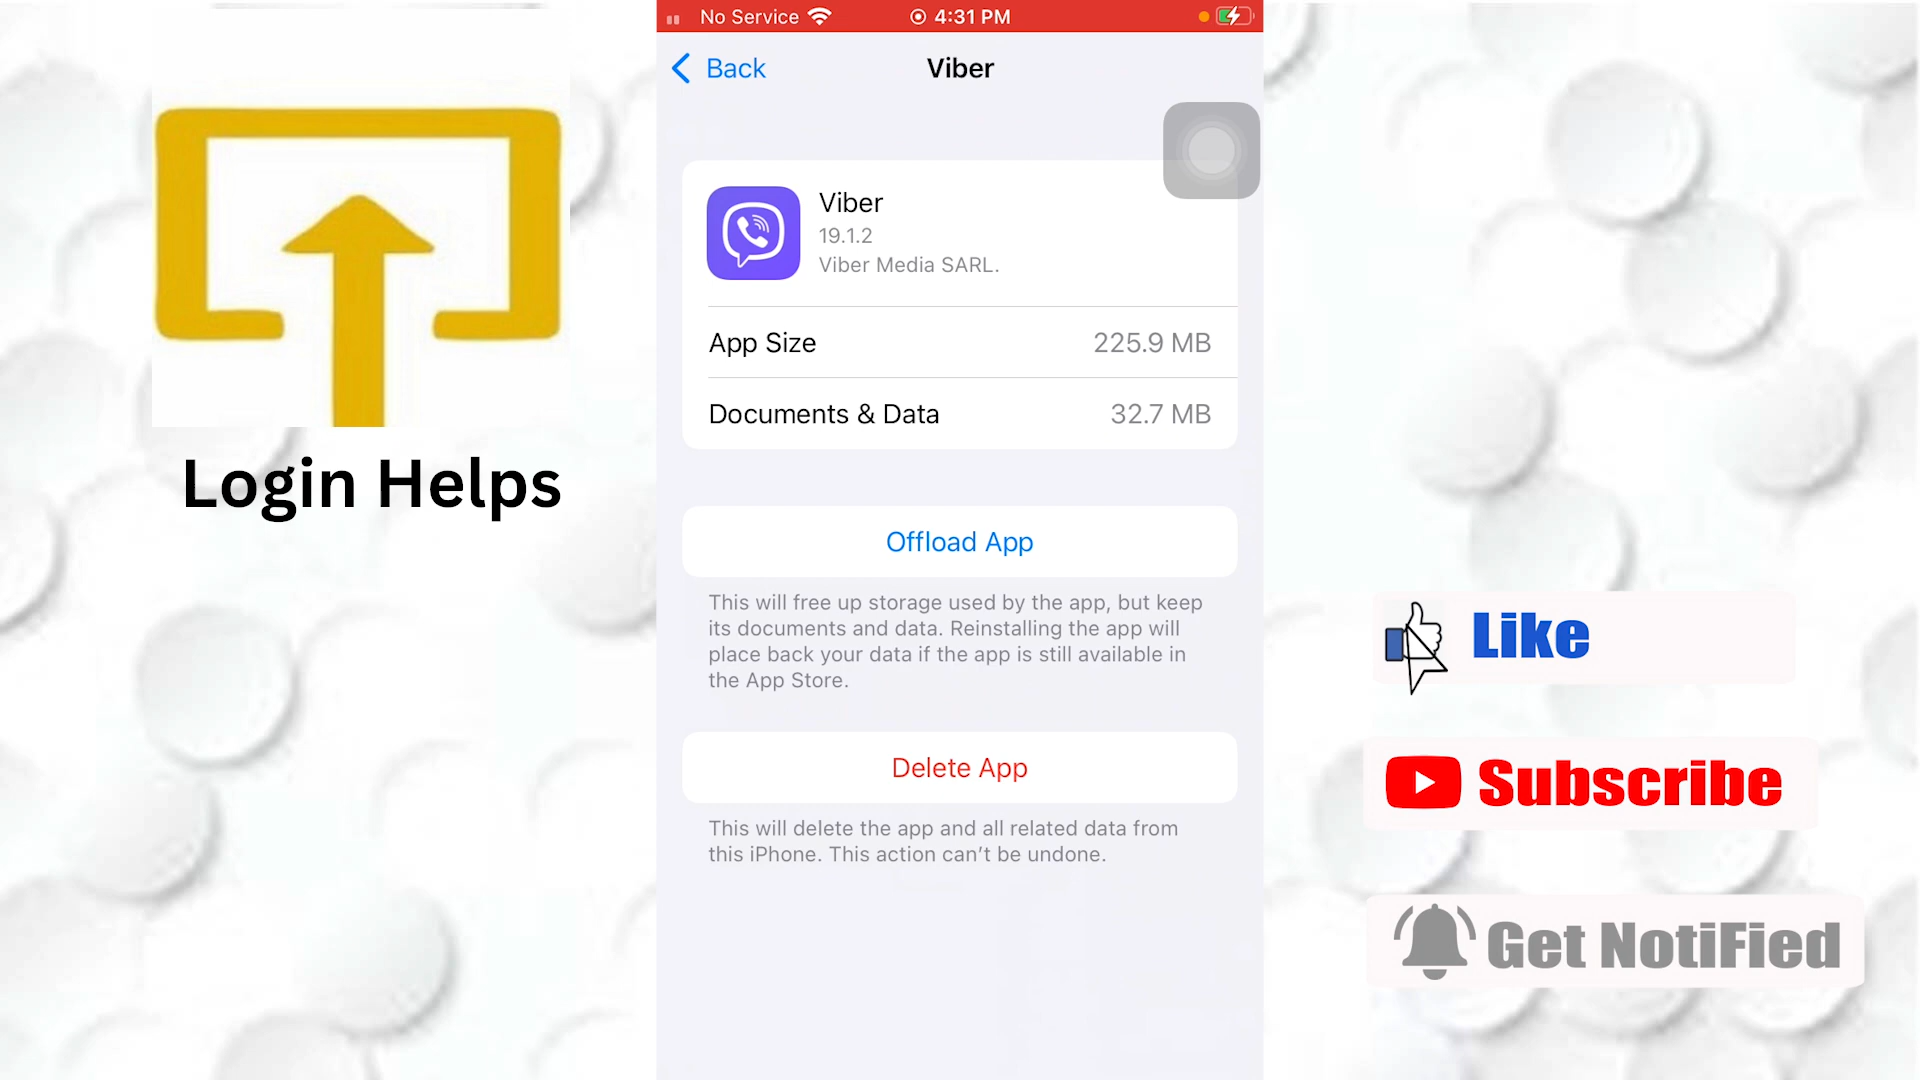 No Service
4:31 PM
Back
Viber
Viber
19.1.2
Viber Media SARL.
App Size 225.9 MB
Documents & Data 32.7 MB
Offload App
This will free up storage used by the app, but keep
its documents and data. Reinstalling the app will
place back your data if the app is still available in
the App Store.
Delete App
This will delete the app and all related data from
this iPhone. This action can’t be undone.
Login Helps
Like
Subscribe
Get NotiFied